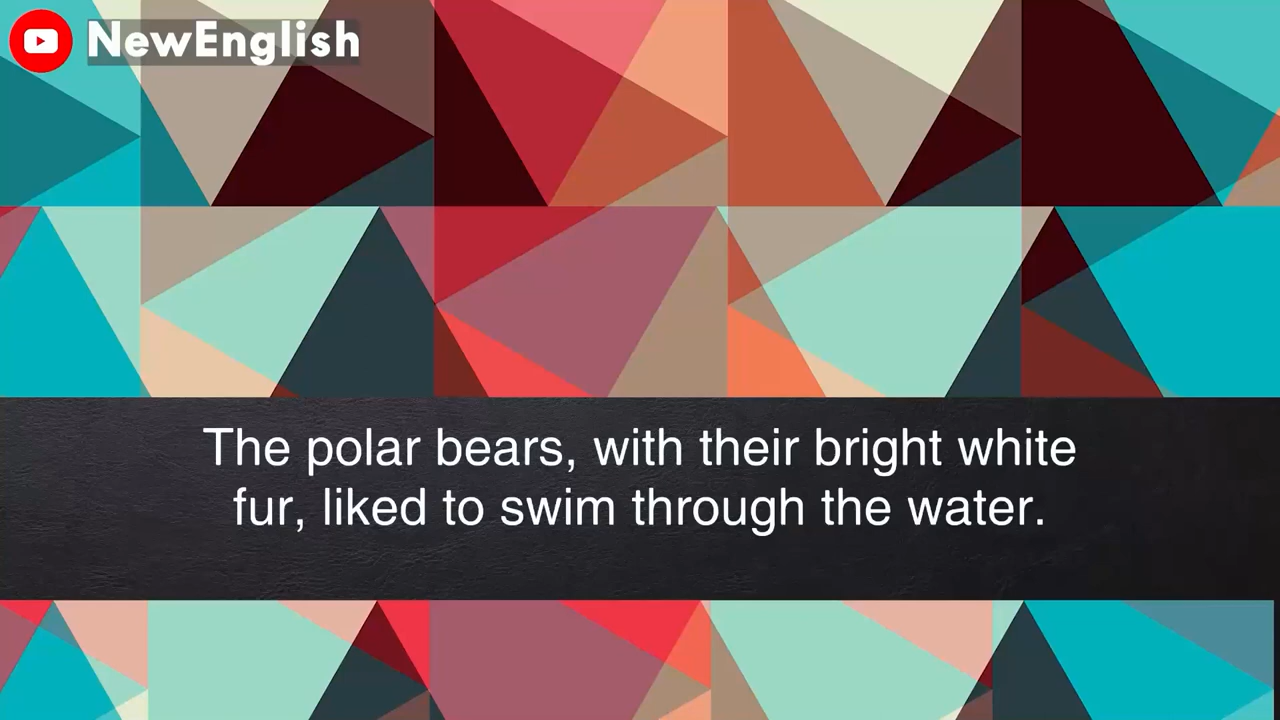 NewEnglish
The polar bears, with their bright white
fur, liked to swim through the water.